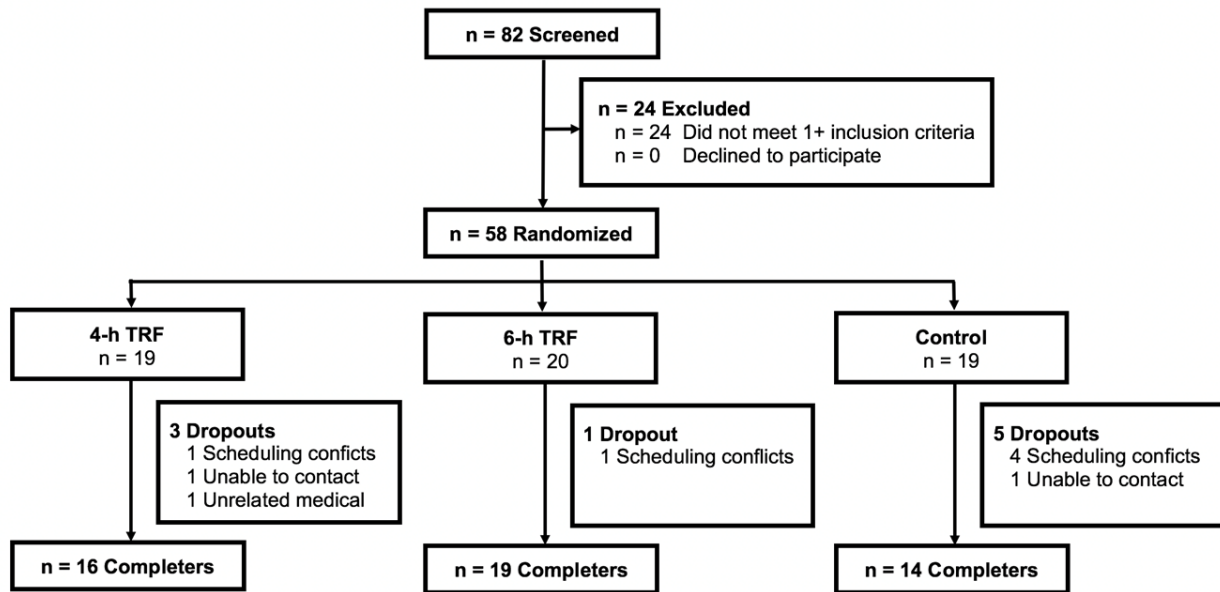 n = 82 Screened
n = 24 Excluded
n = 24 Did not meet 1+ inclusion criteria
n = 0 Declined to participate
n = 58 Randomized
4-h TRF
n = 19
6-h TRF
n = 20
Control
n = 19
3 Dropouts
1 Scheduling conficts
1 Unable to contact
1 Unrelated medical
1 Dropout
1 Scheduling conflicts
5 Dropouts
4 Scheduling conficts
1 Unable to contact
n = 16 Completers
n = 19 Completers
n = 14 Completers